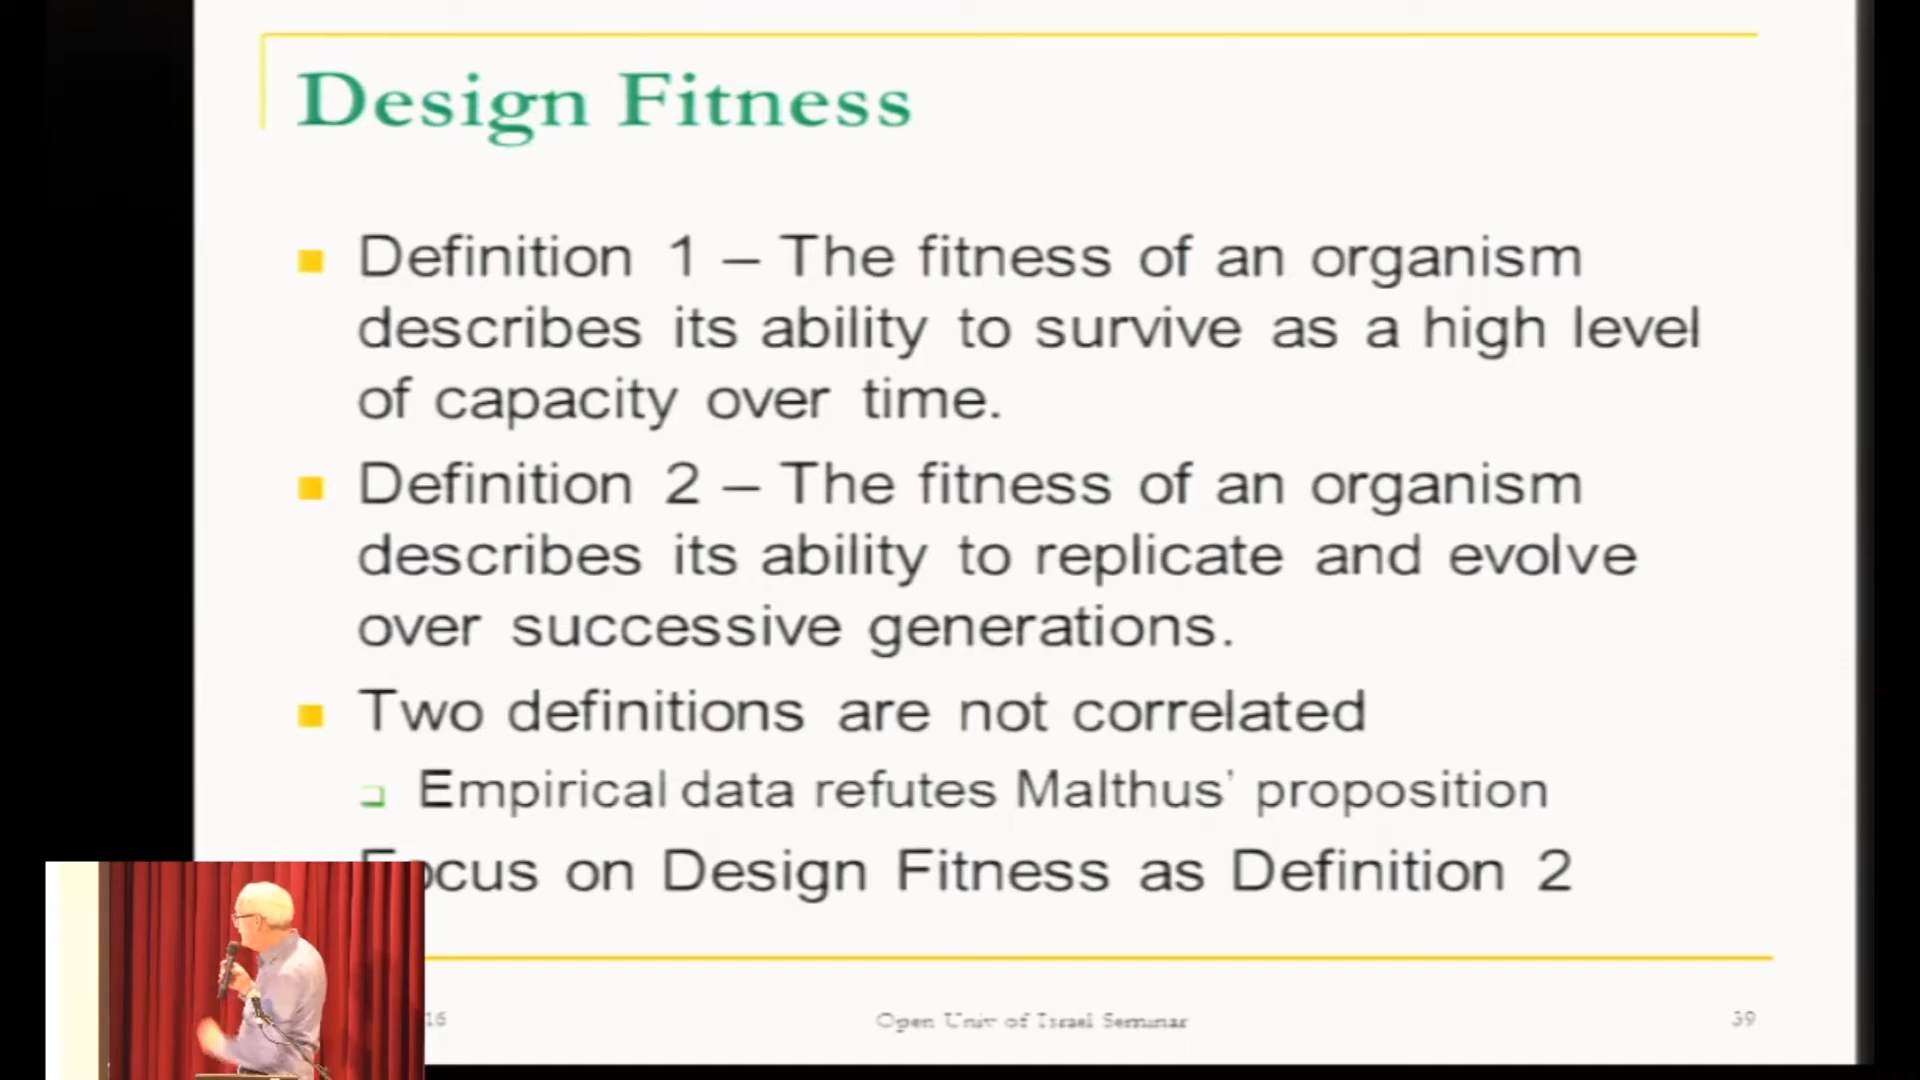 Design Fitness
Definition 1 – The fitness of an organism
describes its ability to survive as a high level
of capacity over time.
Definition 2 – The fitness of an organism
describes its ability to replicate and evolve
over successive generations.
Two definitions are not correlated
Empirical data refutes Malthus' proposition
Focus on Design Fitness as Definition 2
16
Open Univ of Israel Seminar
39